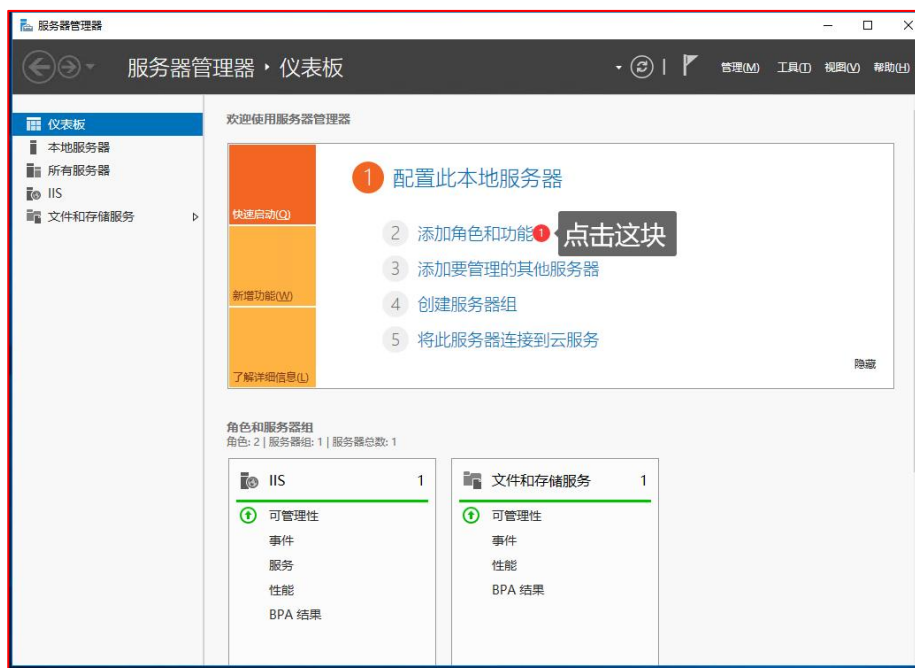 服务器管理器
服务器管理器 · 仪表板
管理(M) 工具(T) 视图(V) 帮助(H)
仪表板
本地服务器
所有服务器
IIS
文件和存储服务
欢迎使用服务器管理器
快速启动(Q)
新增功能(W)
了解详细信息(L)
1 配置此本地服务器
2 添加角色和功能 1 点击这块
3 添加要管理的其他服务器
4 创建服务器组
5 将此服务器连接到云服务
隐藏
角色和服务器组
角色: 2 | 服务器组: 1 | 服务器总数: 1
IIS 1
可管理性
事件
服务
性能
BPA 结果
文件和存储服务 1
可管理性
事件
性能
BPA 结果